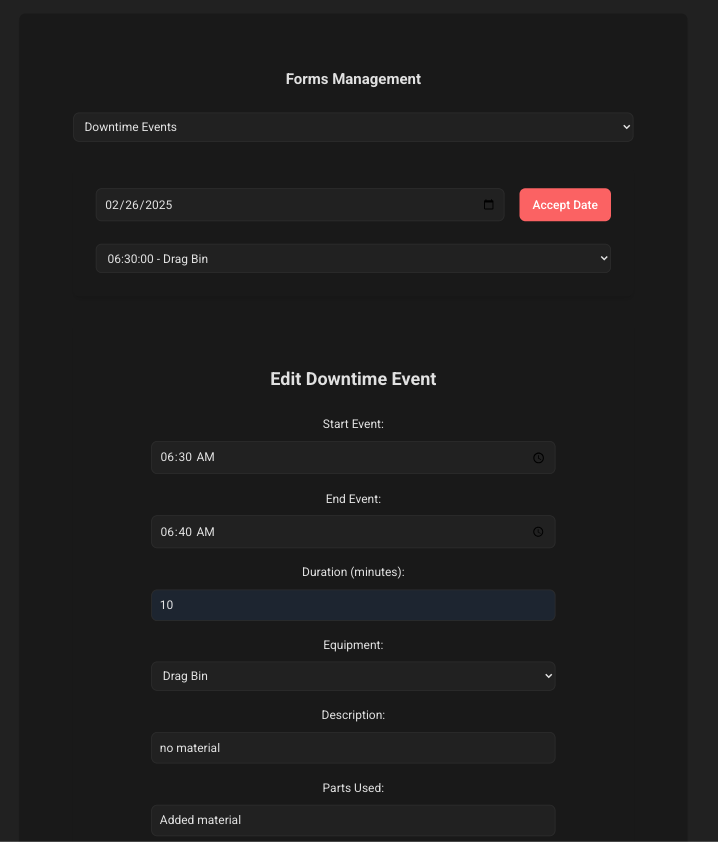 Forms Management
Downtime Events
02/26/2025
Accept Date
06:30:00 - Drag Bin
Edit Downtime Event
Start Event:
06:30 AM
End Event:
06:40 AM
Duration (minutes):
10
Equipment:
Drag Bin
Description:
no material
Parts Used:
Added material